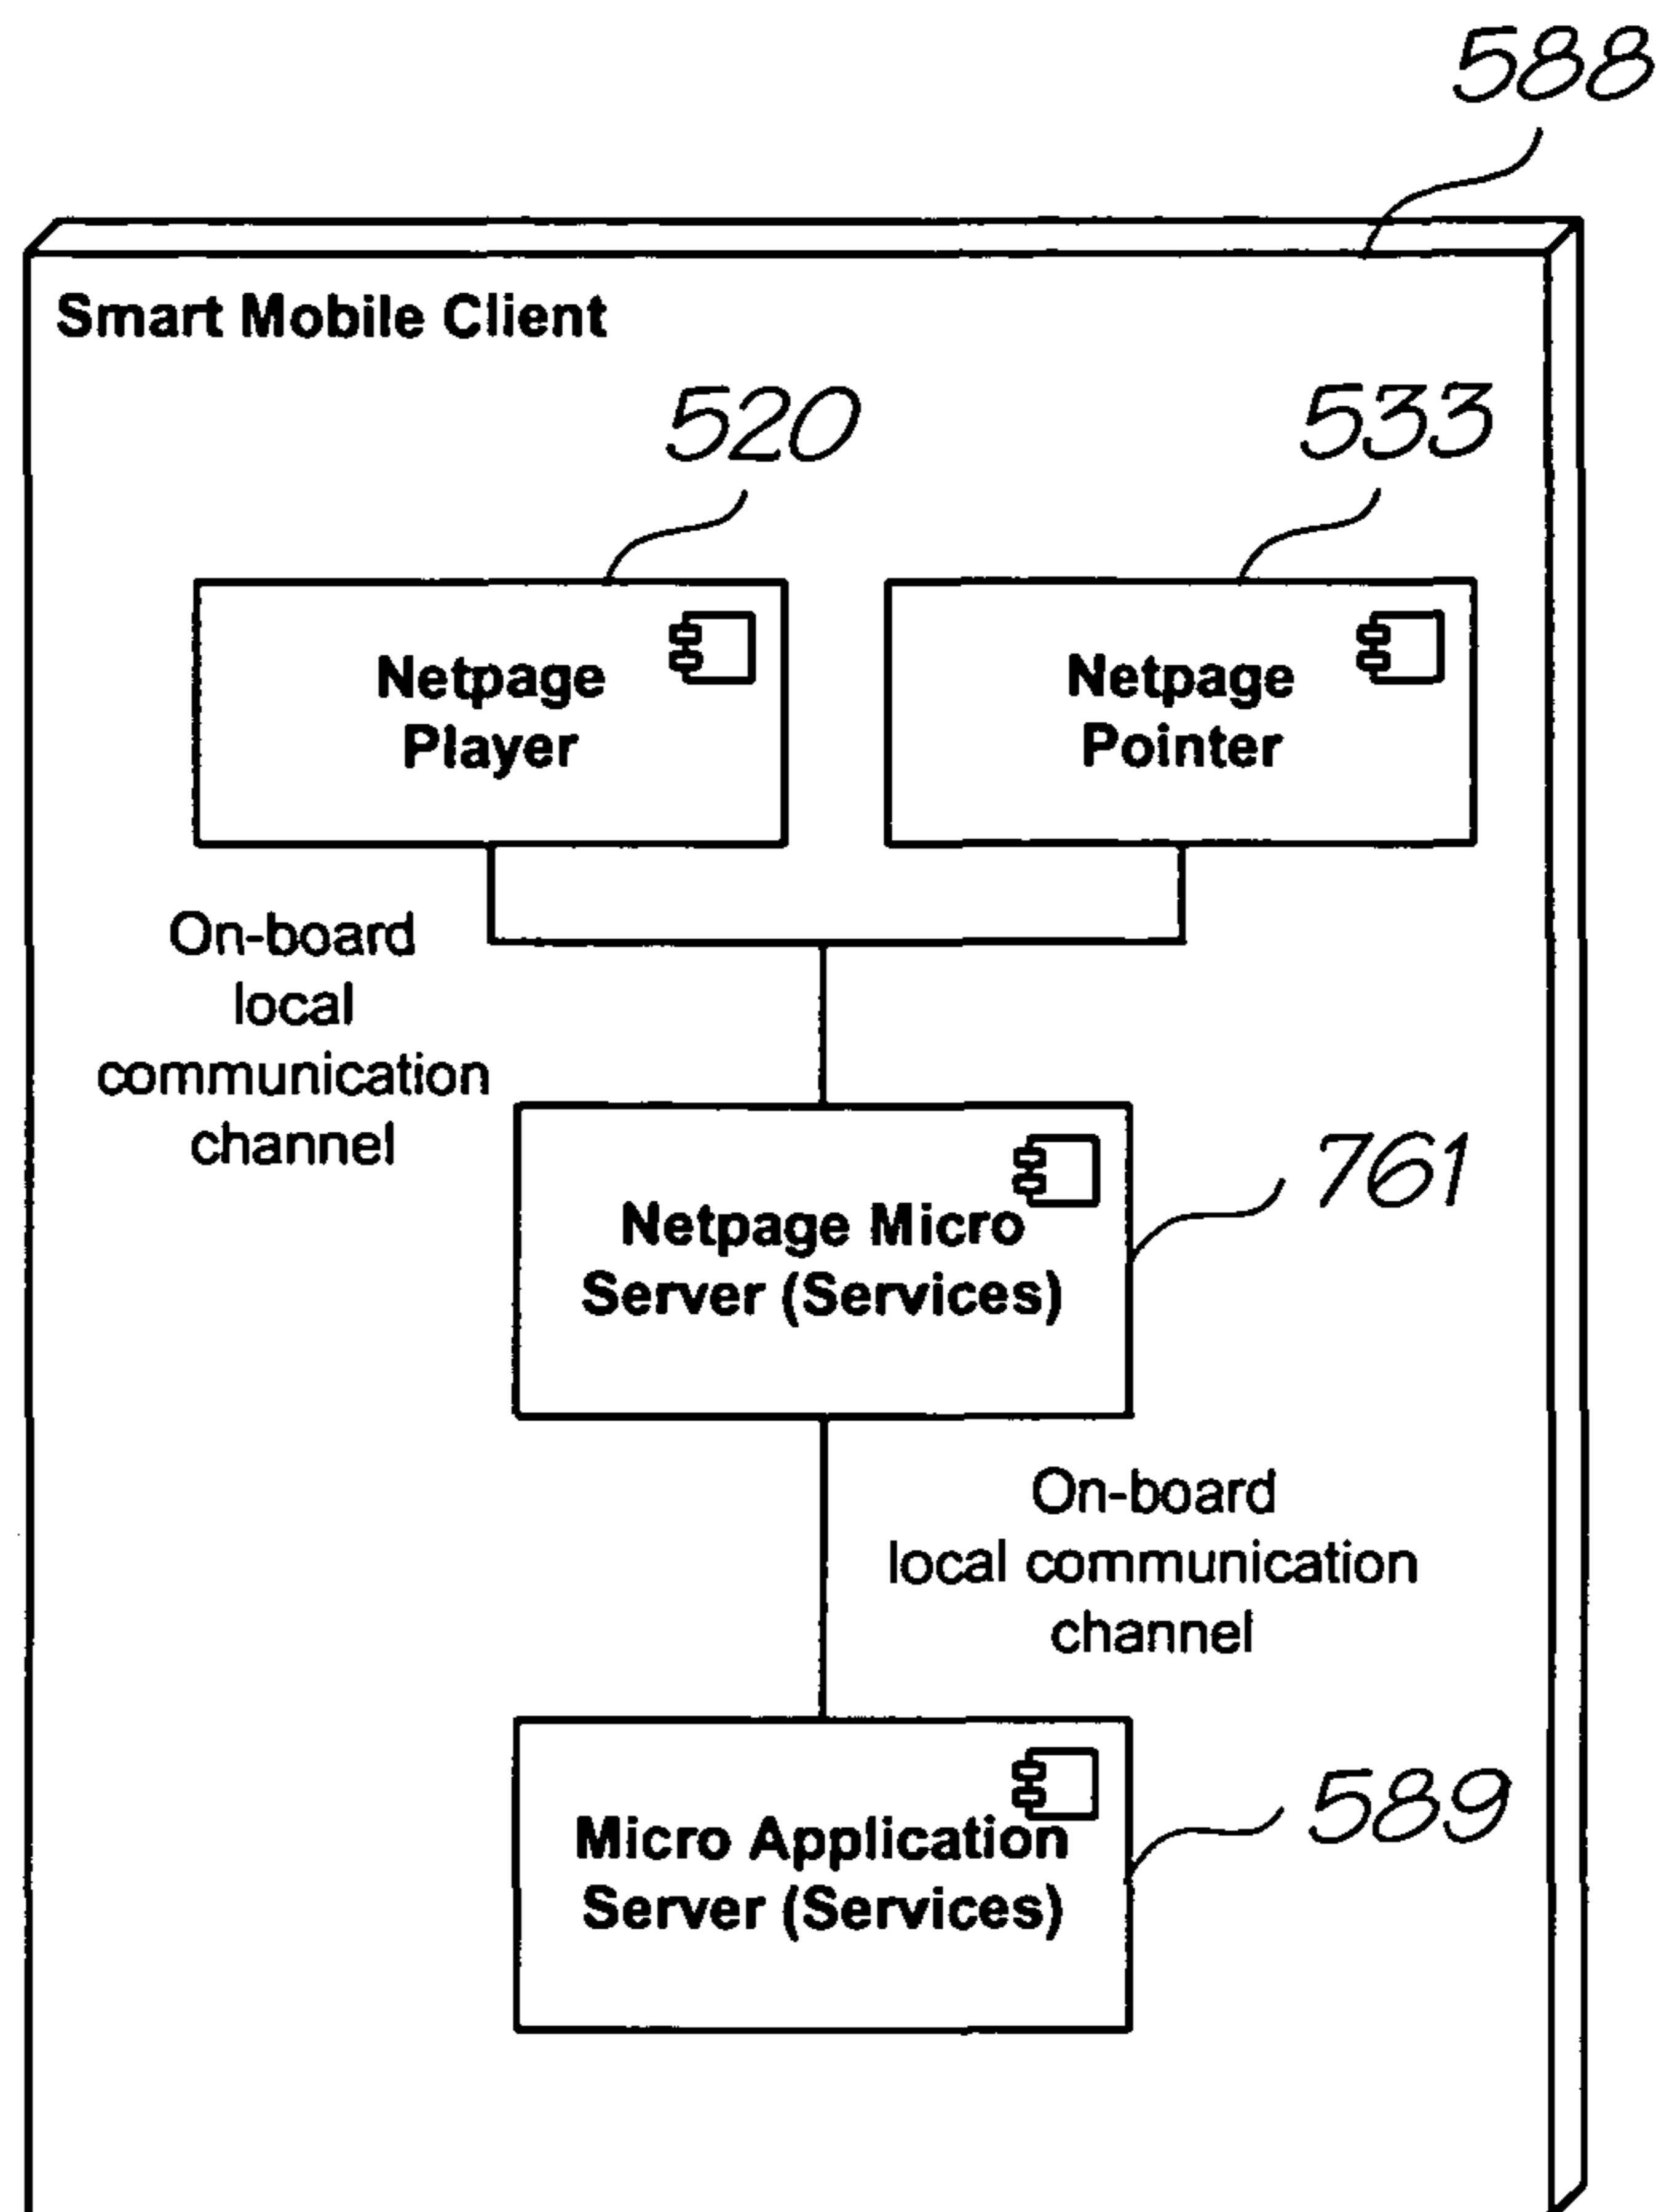 588
Smart Mobile Client
520
533
Netpage
Player
Netpage
Pointer
On-board
local
communication
channel
Netpage Micro
Server (Services)
761
On-board
local communication
channel
Micro Application
Server (Services)
589